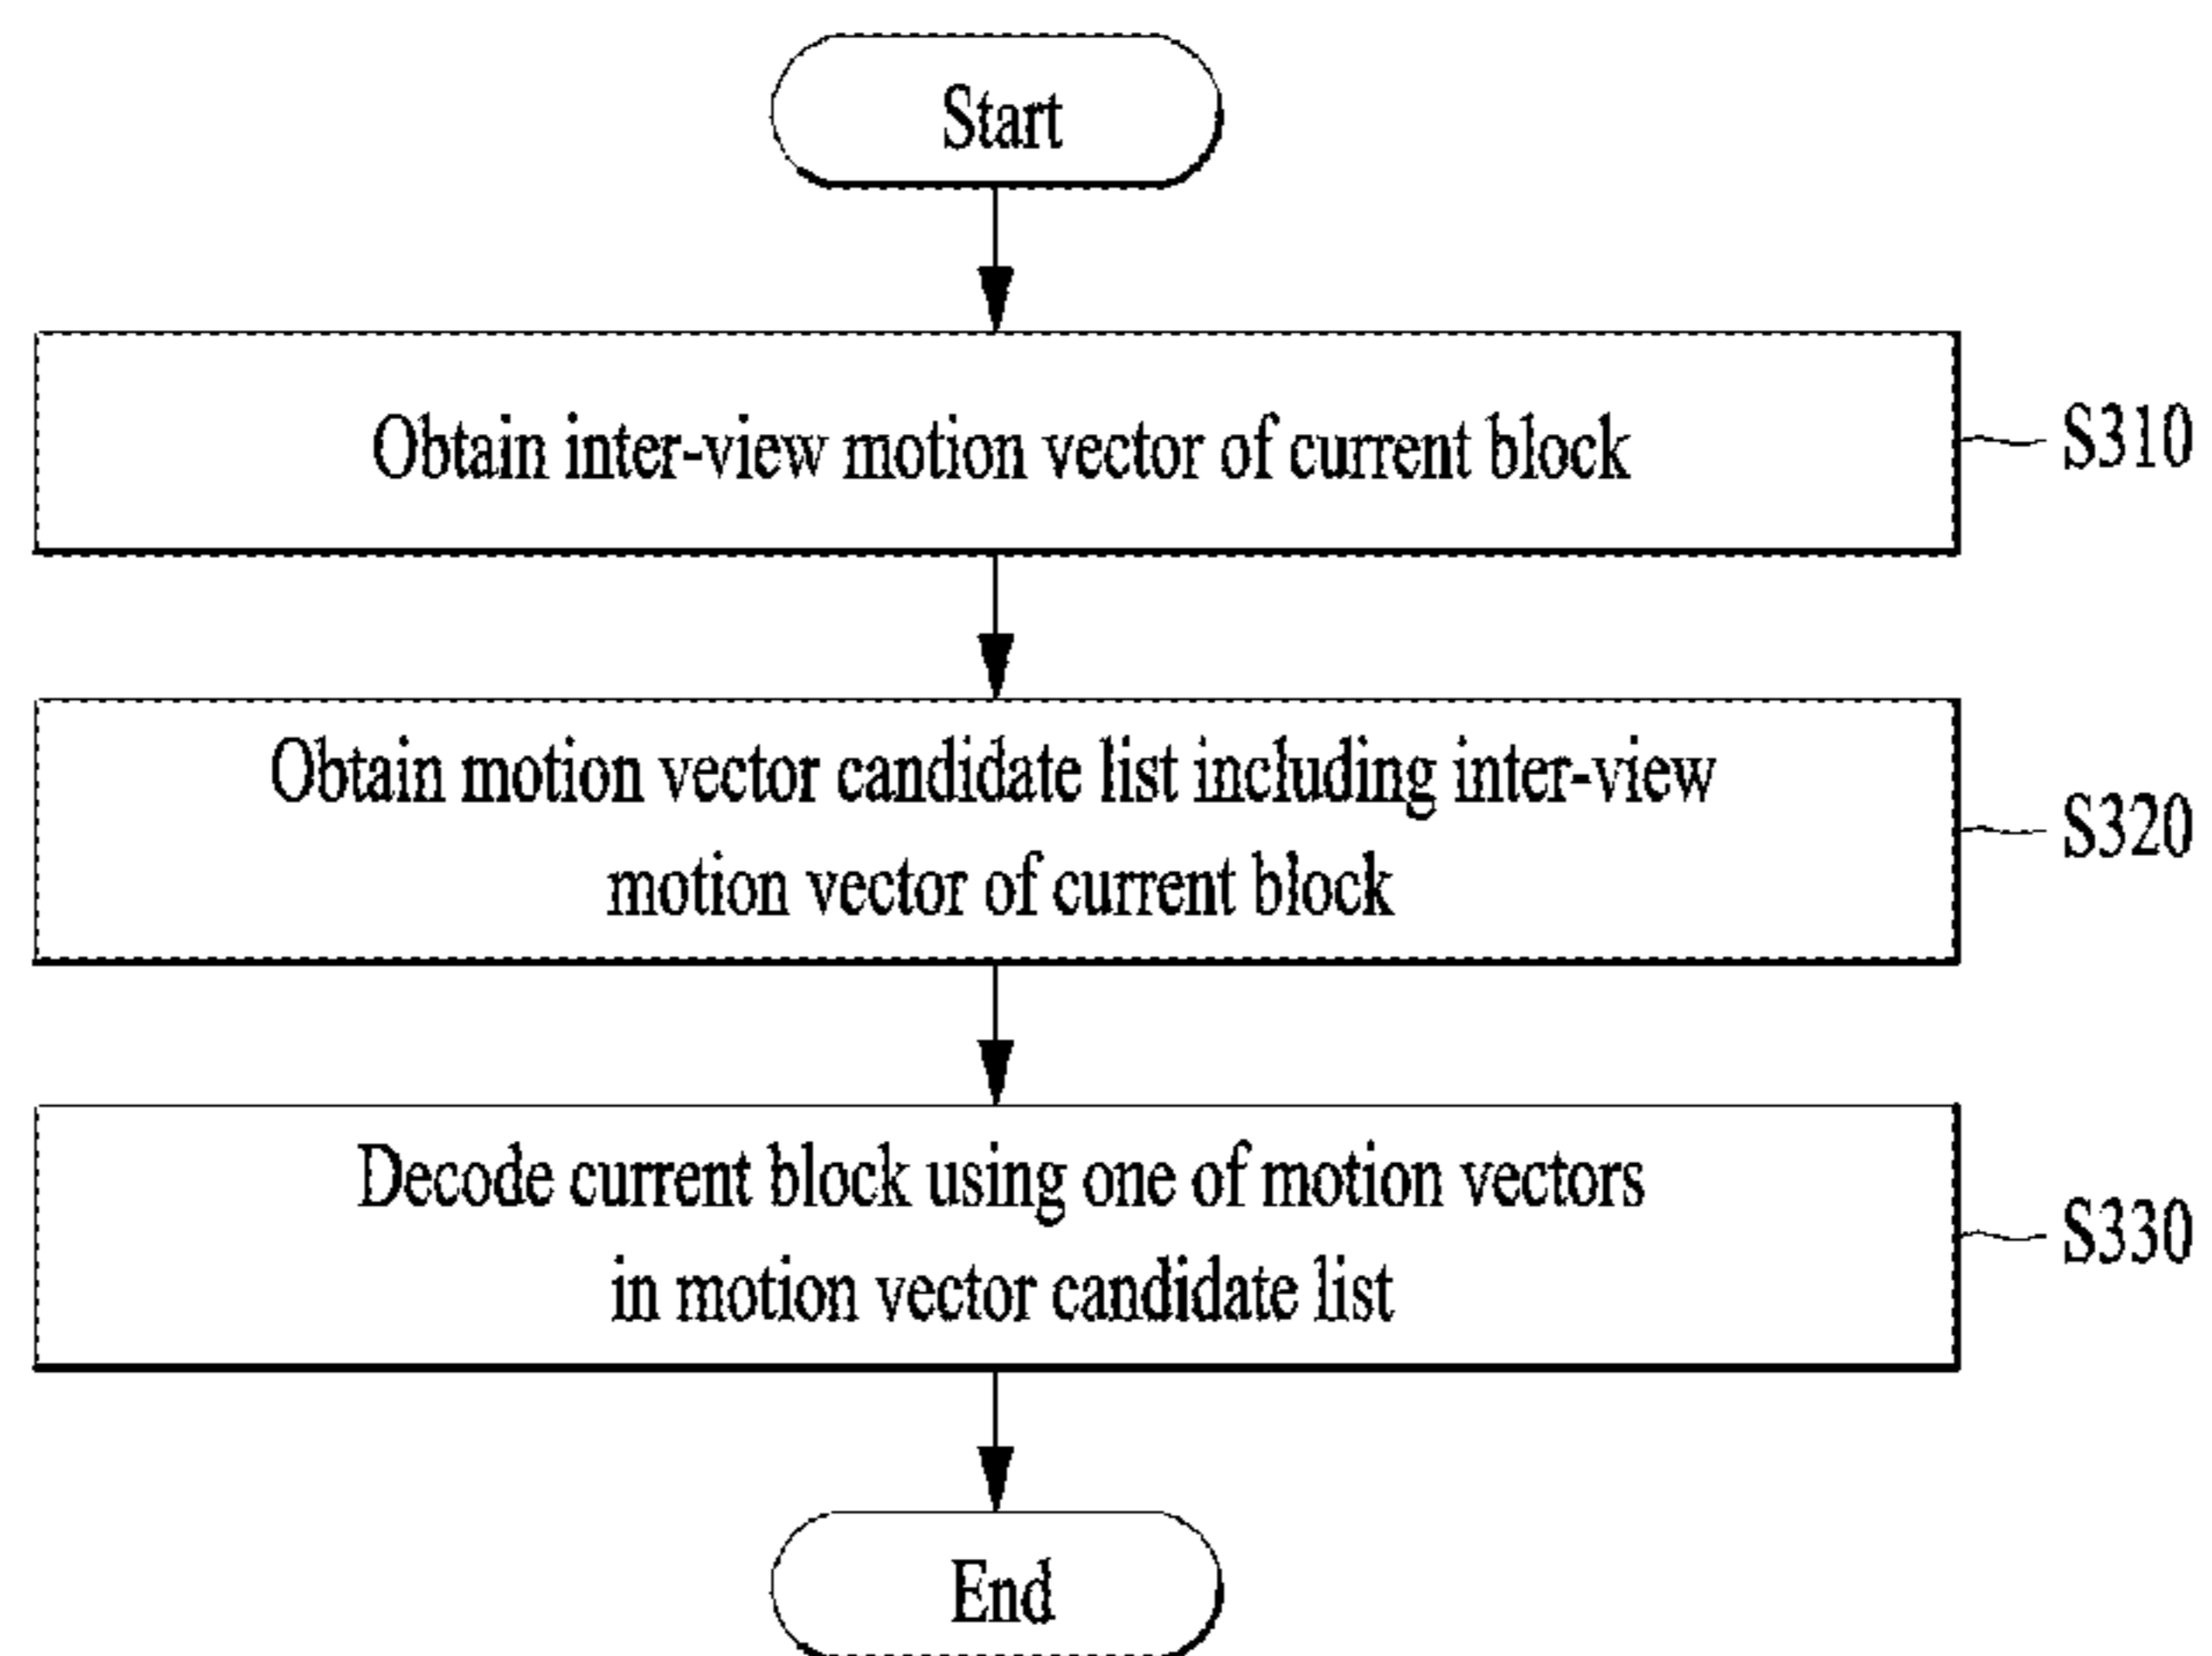 Start
Obtain inter-view motion vector of current block
S310
Obtain motion vector candidate list including inter-view
motion vector of current block
S320
Decode current block using one of motion vectors
in motion vector candidate list
S330
End